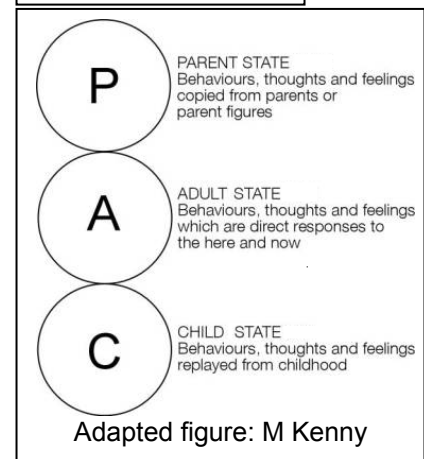 P
PARENT STATE
Behaviours, thoughts and feelings
copied from parents or
parent figures
A
ADULT STATE
Behaviours, thoughts and feelings
which are direct responses to
the here and now
C
CHILD STATE
Behaviours, thoughts and feelings
replayed from childhood
Adapted figure: M Kenny